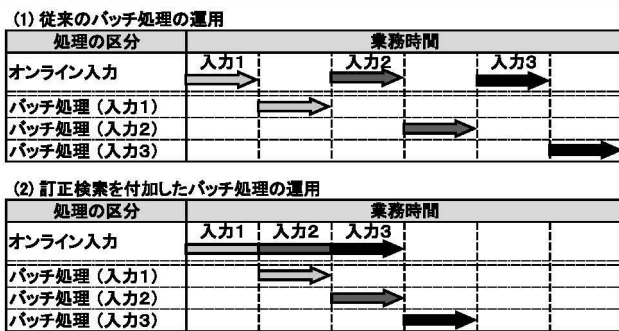 (1) 従来のバッチ処理の運用
処理の区分 業務時間
オンライン入力 入力1 入力2 入力3
バッチ処理（入力1）
バッチ処理（入力2）
バッチ処理（入力3）
(2) 訂正検索を付加したバッチ処理の運用
処理の区分 業務時間
オンライン入力 入力1 入力2 入力3
バッチ処理（入力1）
バッチ処理（入力2）
バッチ処理（入力3）